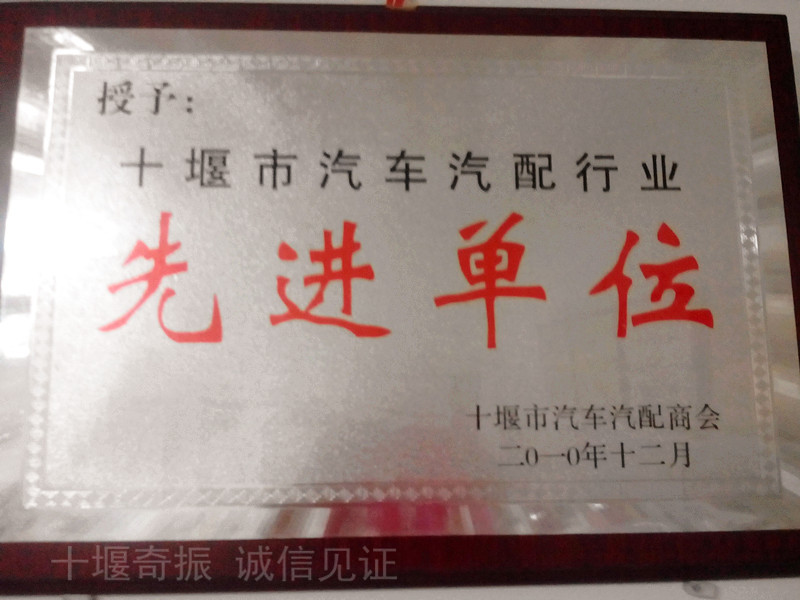 授予：
十堰市汽车汽配行业
先进单位
十堰市汽车汽配商会
二0一0年十二月
十堰奇振 诚信见证